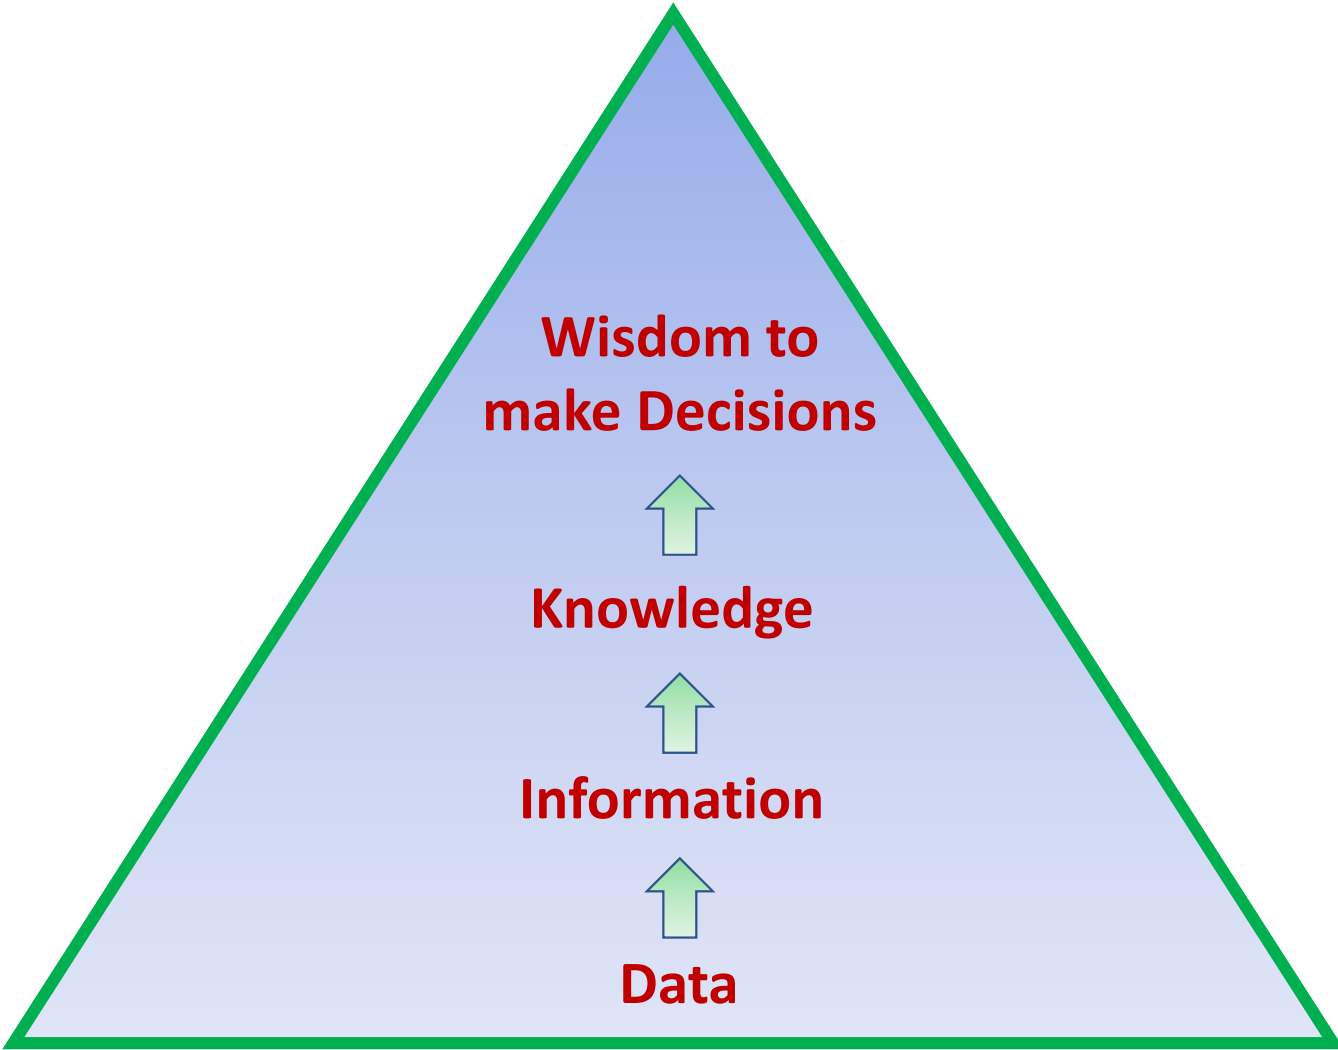 Wisdom to
make Decisions
Knowledge
Information
Data